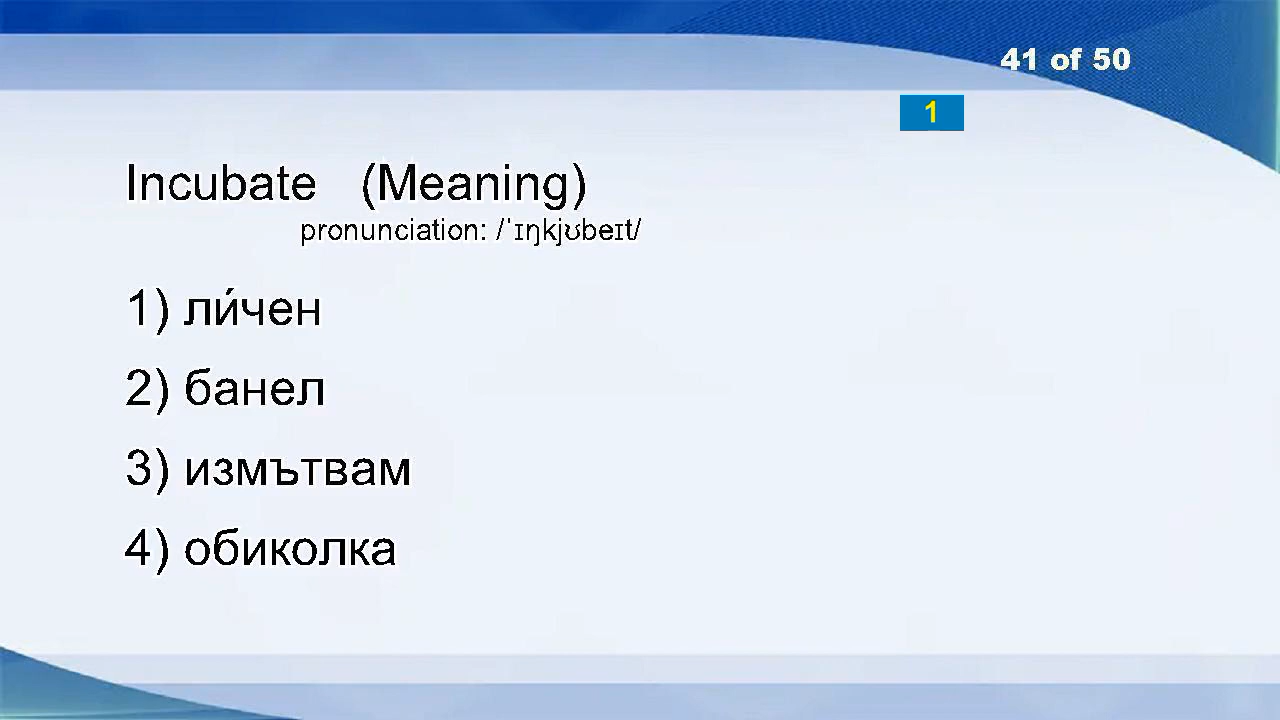 41 of 50
1
Incubate (Meaning)
pronunciation: /ˈɪŋkjʊbeɪt/
1) ли́чен
2) банел
3) измътвам
4) обиколка